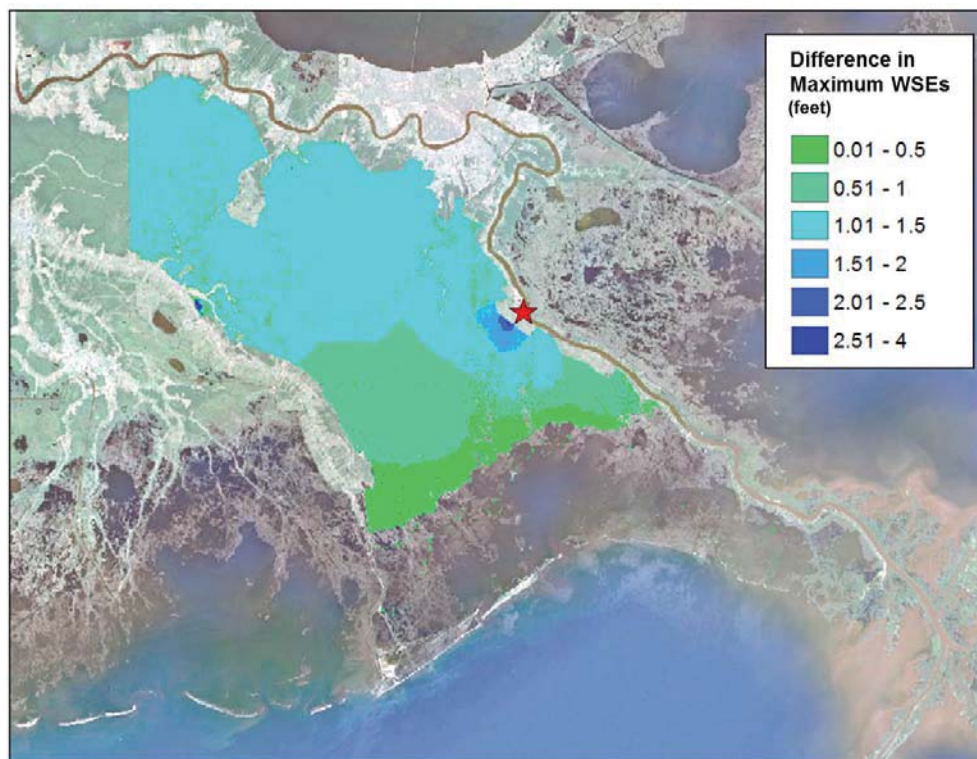 Difference in
Maximum WSEs
(feet)
0.01 - 0.5
0.51 - 1
1.01 - 1.5
1.51 - 2
2.01 - 2.5
2.51 - 4